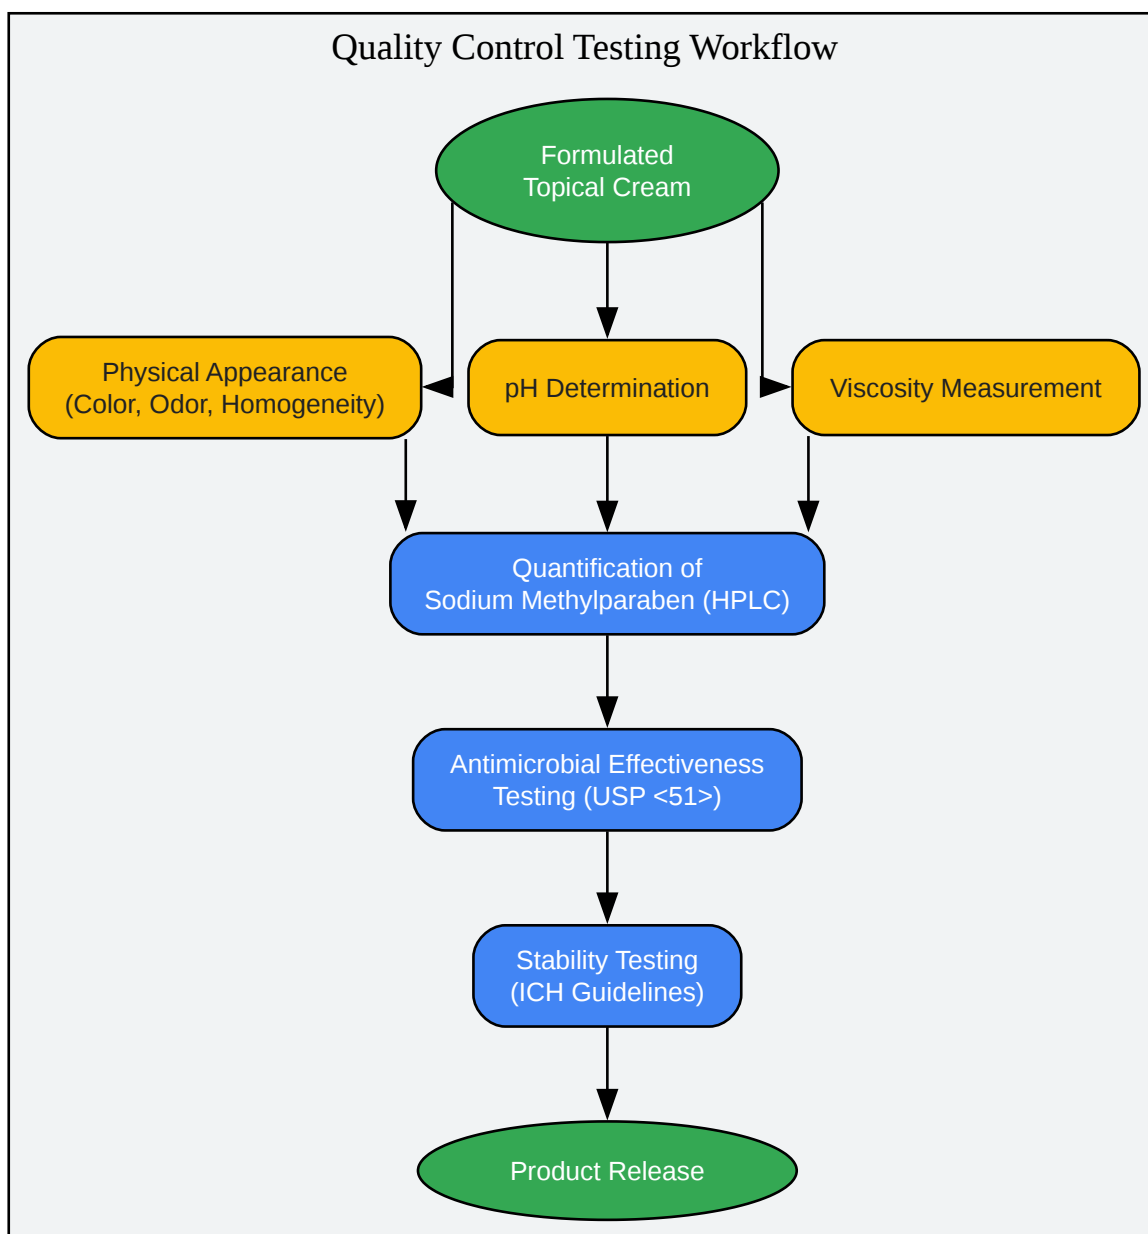 Quality Control Testing Workflow
Formulated
Topical Cream
Physical Appearance
(Color, Odor, Homogeneity)
pH Determination
Viscosity Measurement
Quantification of
Sodium Methylparaben (HPLC)
Antimicrobial Effectiveness
Testing (USP <51>)
Stability Testing
(ICH Guidelines)
Product Release